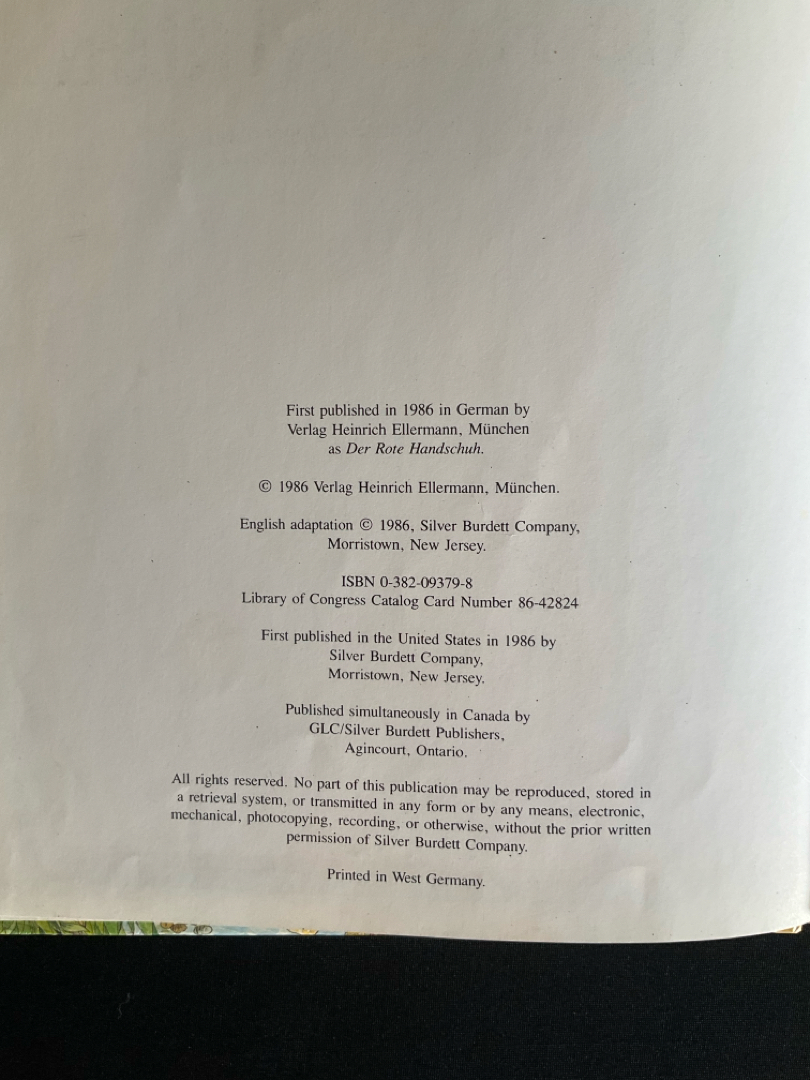 First published in 1986 in German by
Verlag Heinrich Ellermann, München
as Der Rote Handschuh.
© 1986 Verlag Heinrich Ellermann, München.
English adaptation © 1986, Silver Burdett Company,
Morristown, New Jersey.
ISBN 0-382-09379-8
Library of Congress Catalog Card Number 86-42824
First published in the United States in 1986 by
Silver Burdett Company,
Morristown, New Jersey.
Published simultaneously in Canada by
GLC/Silver Burdett Publishers,
Agincourt, Ontario.
All rights reserved. No part of this publication may be reproduced, stored in
a retrieval system, or transmitted in any form or by any means, electronic,
mechanical, photocopying, recording, or otherwise, without the prior written
permission of Silver Burdett Company.
Printed in West Germany.